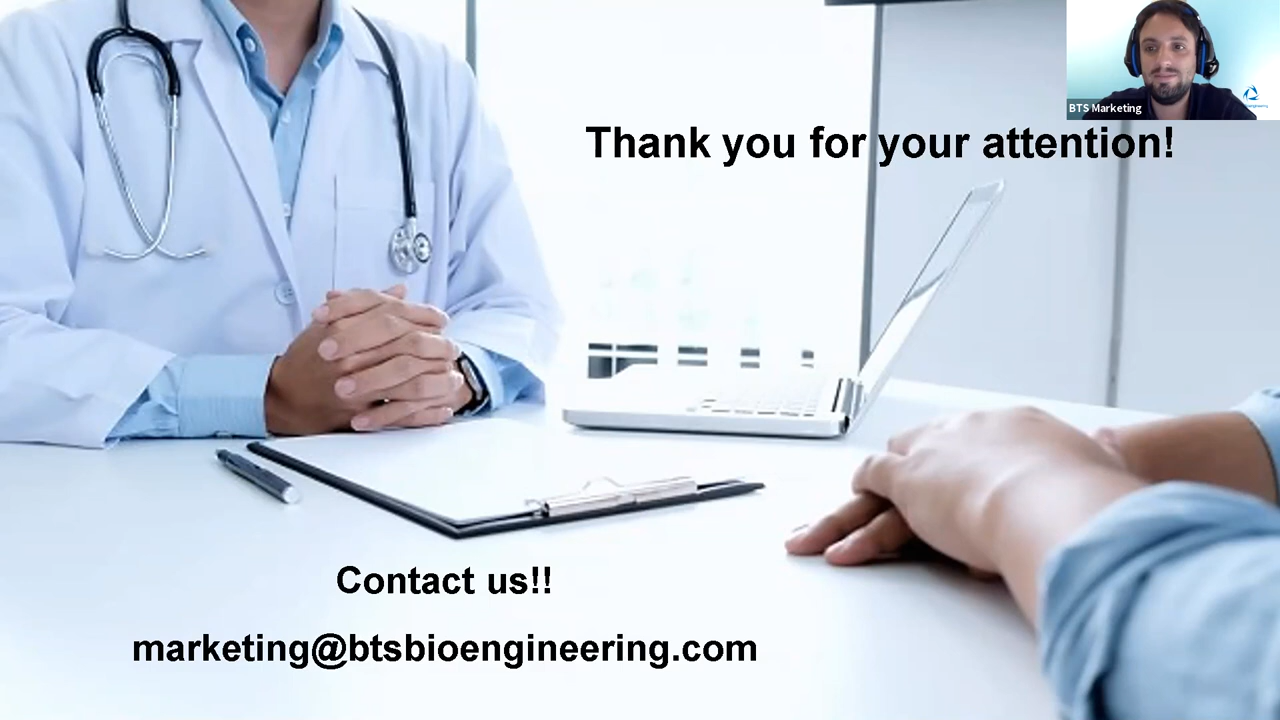 BTS Marketing
Thank you for your attention!
Contact us!!
marketing@btsbioengineering.com